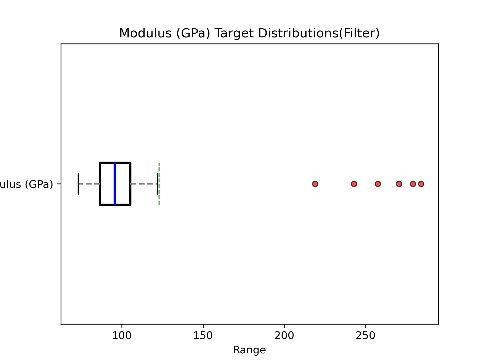 Modulus (GPa) Target Distributions(Filter)
ulus (GPa)
100 150 200 250
Range